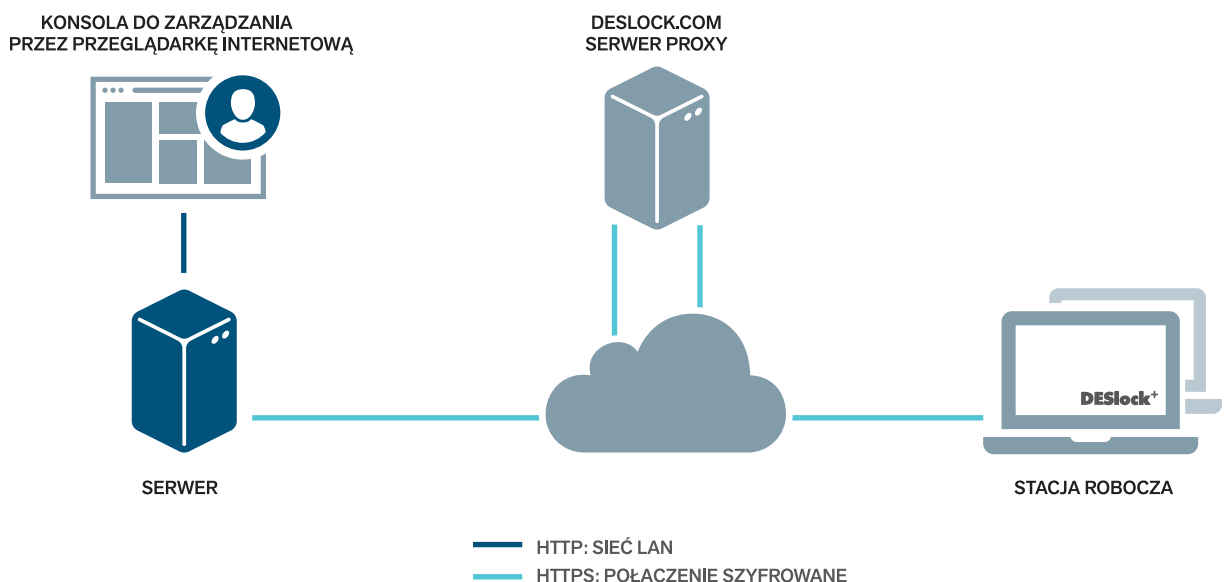 KONSOLA DO ZARZĄDZANIA
PRZEZ PRZEGLĄDARKĘ INTERNETOWĄ
DESLOCK.COM
SERWER PROXY
DESlock+
SERWER
STACJA ROBOCZA
HTTP: SIEĆ LAN
HTTPS: POŁĄCZENIE SZYFROWANE